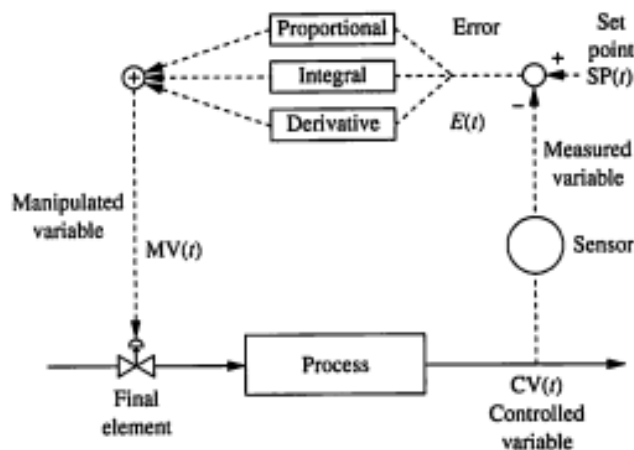 Proportional
Integral
Derivative
Error
E(t)
+
−
+
Set
point
SP(t)
Measured
variable
Manipulated
variable
MV(t)
Sensor
Process
Final
element
CV(t)
Controlled
variable